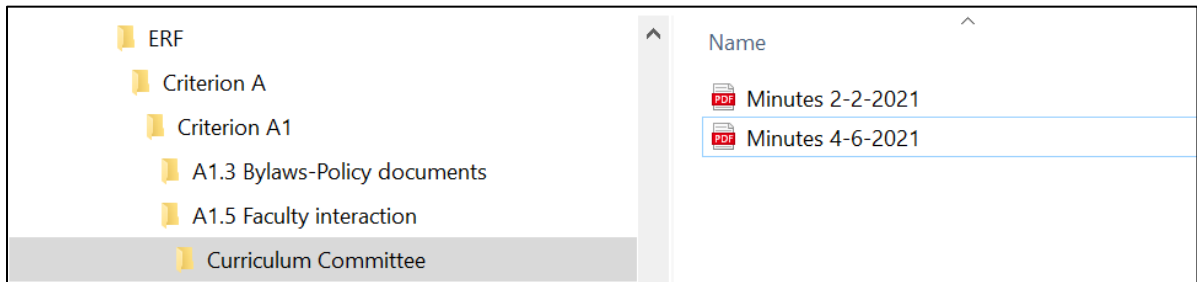 ERF
Criterion A
Criterion A1
A1.3 Bylaws-Policy documents
A1.5 Faculty interaction
Curriculum Committee
Name
PDF Minutes 2-2-2021
PDF Minutes 4-6-2021